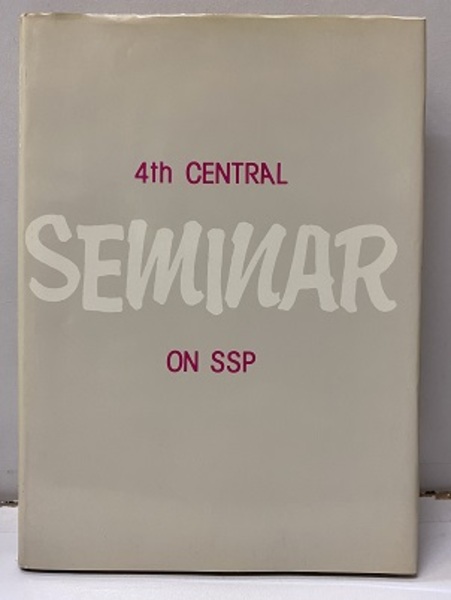 4th CENTRAL
SEMINAR
ON SSP